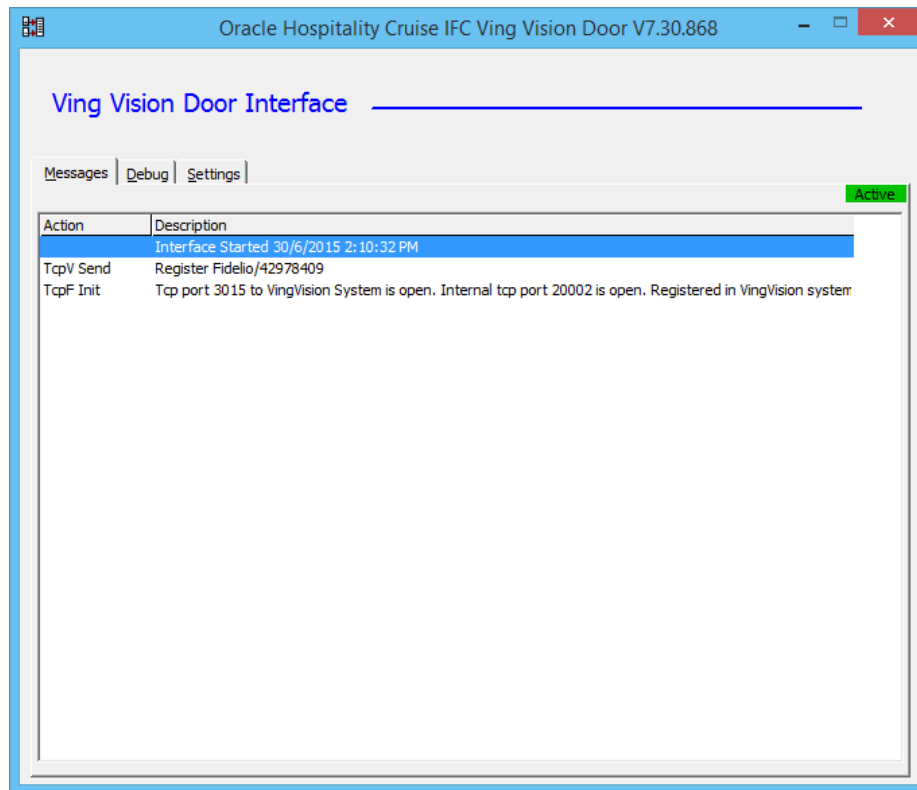 Oracle Hospitality Cruise IFC Ving Vision Door V7.30.868
Ving Vision Door Interface
Messages Debug Settings
Active
Action Description
Interface Started 30/6/2015 2:10:32 PM
TcpV Send Register Fidelio/42978409
TcpF Init Tcp port 3015 to VingVision System is open. Internal tcp port 20002 is open. Registered in VingVision system